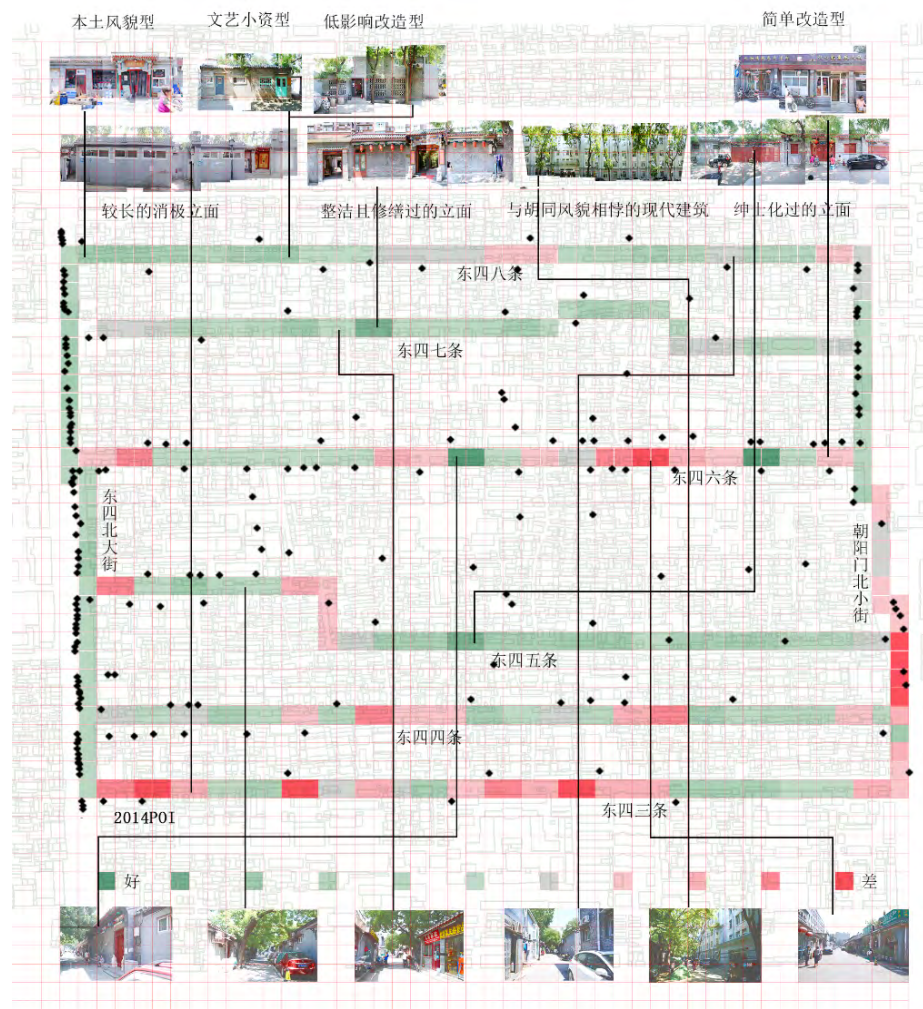 本土风貌型
文艺小资型
低影响改造型
简单改造型
较长的消极立面
整洁且修缮过的立面
与胡同风貌相悖的现代建筑
绅士化过的立面
东四八条
东四七条
东四六条
东四北大街
朝阳门北小街
东四五条
东四四条
东四三条
2014POI
好
差